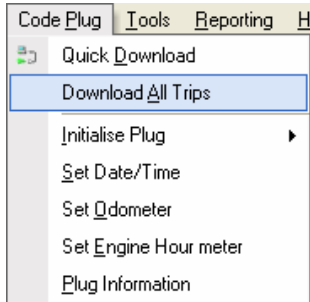 Code Plug Tools Reporting H
Quick Download
Download All Trips
Initialise Plug
Set Date/Time
Set Odometer
Set Engine Hour meter
Plug Information